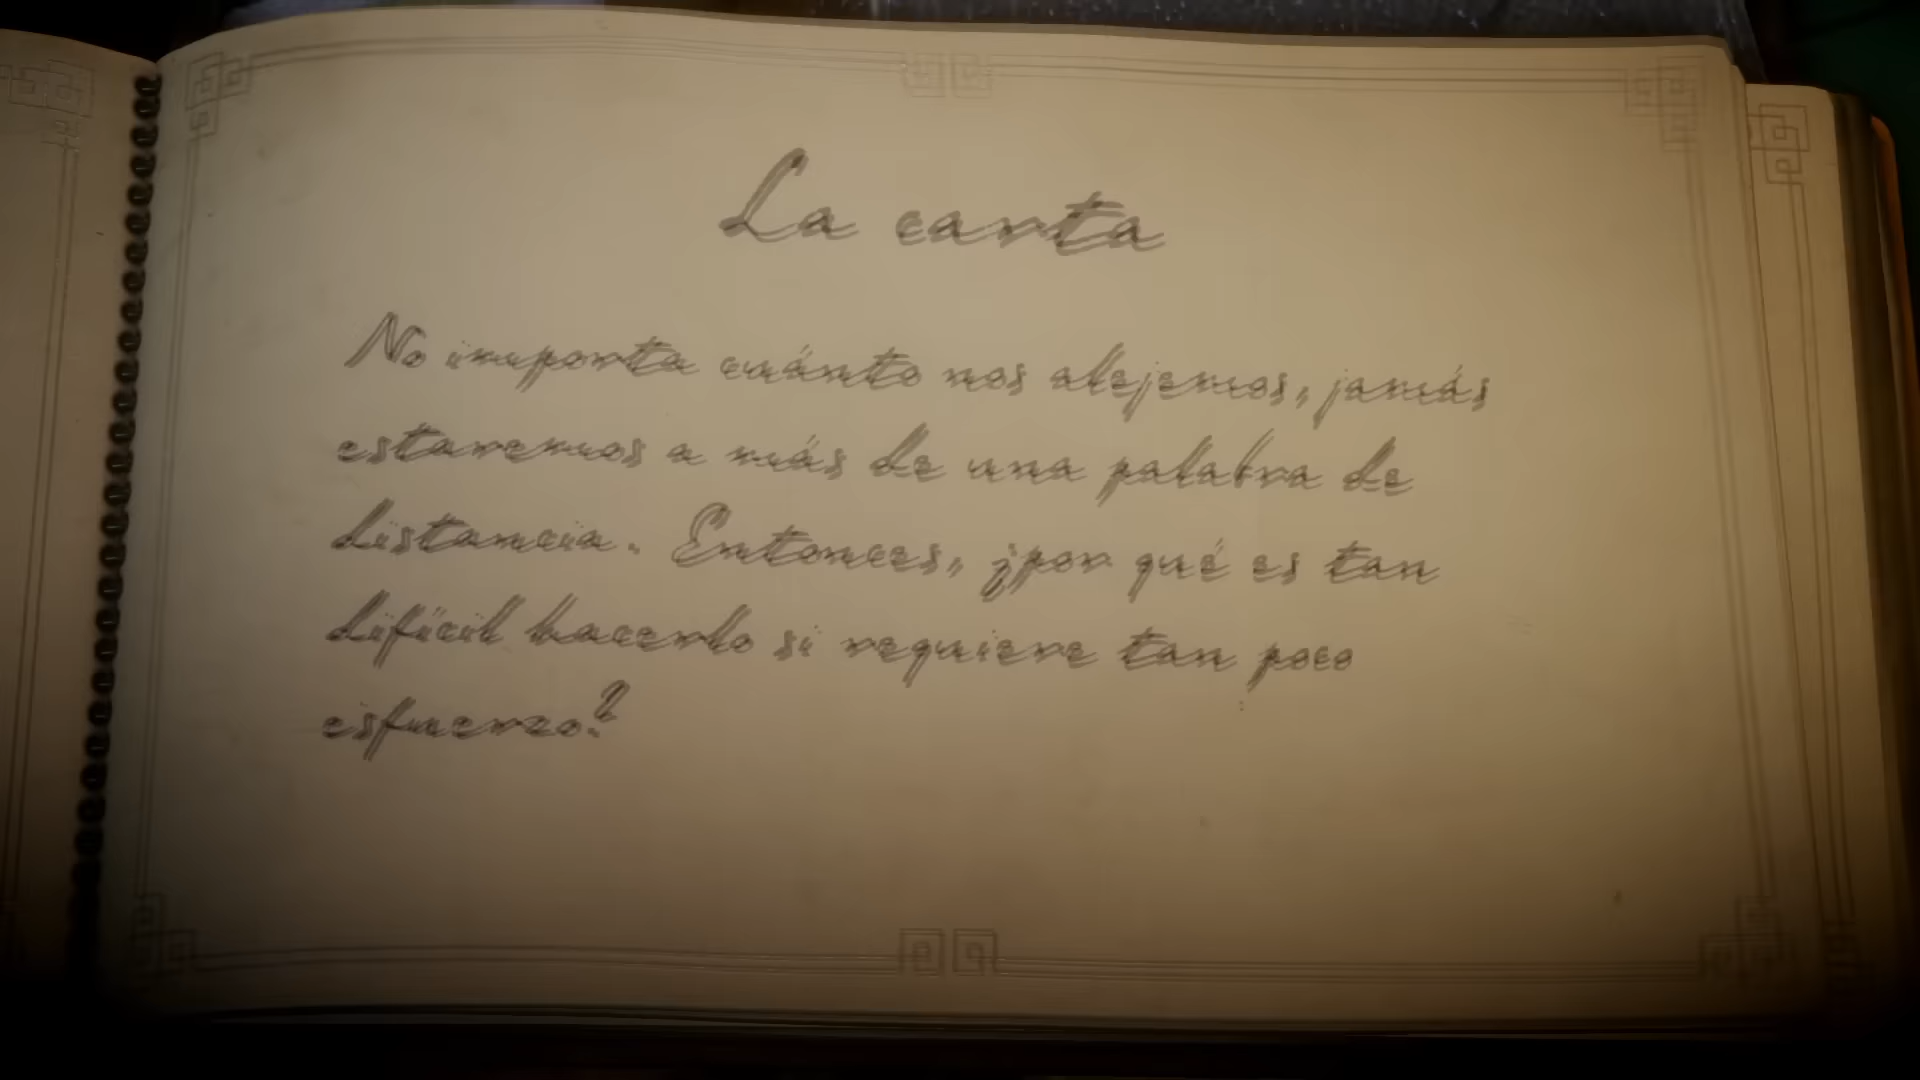 La carta
No importa cuánto nos alejemos, jamás
estaremos a más de una palabra de
distancia. Entonces, ¿por qué es tan
difícil hacerlo si requiere tan poco
esfuerzo?